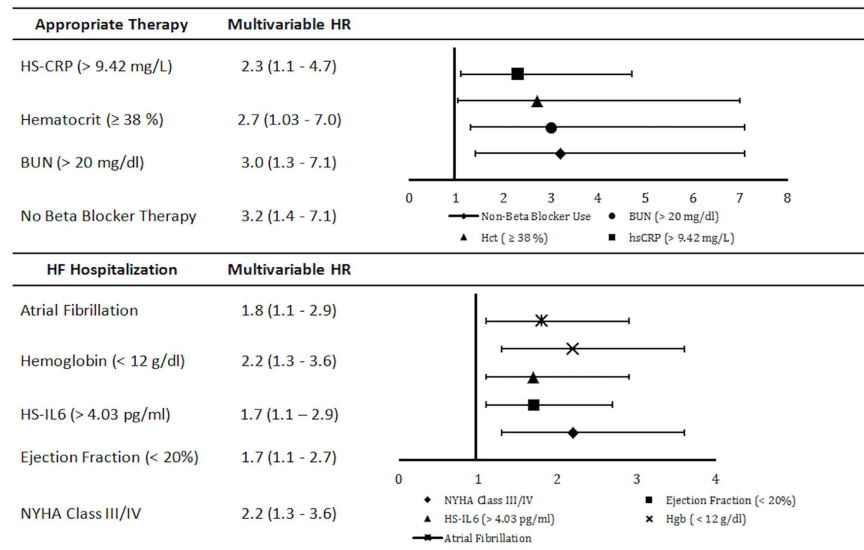 Appropriate Therapy Multivariable HR
HS-CRP (> 9.42 mg/L) 2.3 (1.1 - 4.7)
Hematocrit (≥ 38 %) 2.7 (1.03 - 7.0)
BUN (> 20 mg/dl) 3.0 (1.3 - 7.1)
No Beta Blocker Therapy 3.2 (1.4 - 7.1)
0 1 2 3 4 5 6 7 8
Non-Beta Blocker Use BUN (> 20 mg/dl)
Hct ( ≥ 38 %) hsCRP (> 9.42 mg/L)
HF Hospitalization Multivariable HR
Atrial Fibrillation 1.8 (1.1 - 2.9)
Hemoglobin (< 12 g/dl) 2.2 (1.3 - 3.6)
HS-IL6 (> 4.03 pg/ml) 1.7 (1.1 – 2.9)
Ejection Fraction (< 20%) 1.7 (1.1 - 2.7)
NYHA Class III/IV 2.2 (1.3 - 3.6)
0 1 2 3 4
NYHA Class III/IV Ejection Fraction (< 20%)
HS-IL6 (> 4.03 pg/ml) Hgb ( < 12 g/dl)
Atrial Fibrillation